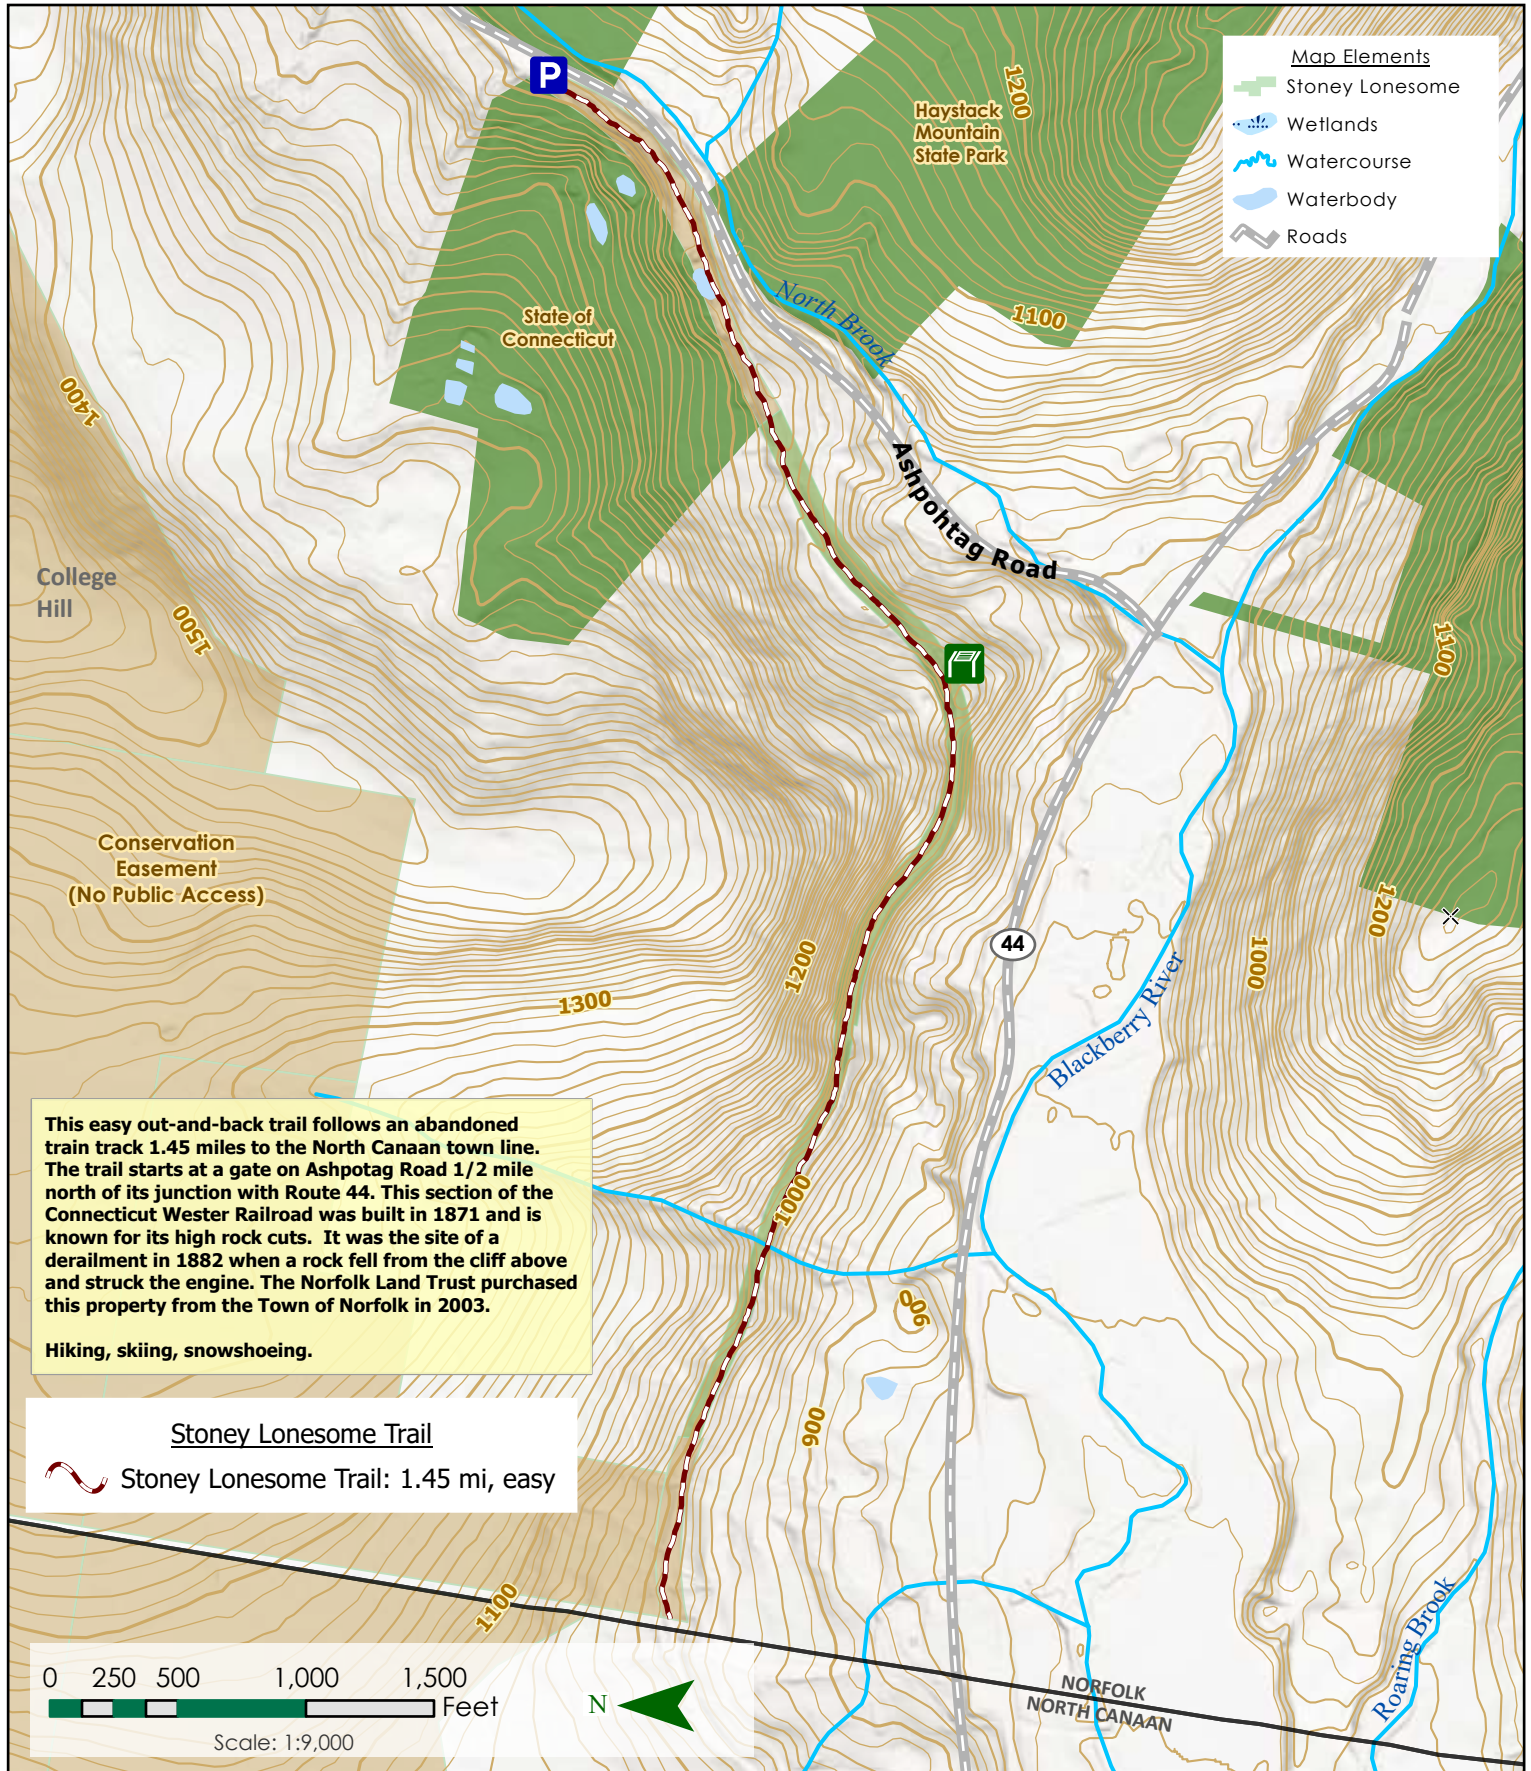 P
Haystack
Mountain
State Park
1200
Map Elements
Stoney Lonesome
Wetlands
Watercourse
Waterbody
Roads
State of
Connecticut
North Brook
1100
1400
Ashpohtag Road
College
Hill
1500
1100
Conservation
Easement
(No Public Access)
1200
1300
44
1200
1000
Blackberry River
This easy out-and-back trail follows an abandoned
train track 1.45 miles to the North Canaan town line.
The trail starts at a gate on Ashpotag Road 1/2 mile
north of its junction with Route 44. This section of the
Connecticut Wester Railroad was built in 1871 and is
known for its high rock cuts. It was the site of a
derailment in 1882 when a rock fell from the cliff above
and struck the engine. The Norfolk Land Trust purchased
this property from the Town of Norfolk in 2003.
Hiking, skiing, snowshoeing.
1000
900
900
Stoney Lonesome Trail
Stoney Lonesome Trail: 1.45 mi, easy
1100
Roaring Brook
0 250 500 1,000 1,500
Feet
Scale: 1:9,000
N
NORFOLK
NORTH CANAAN